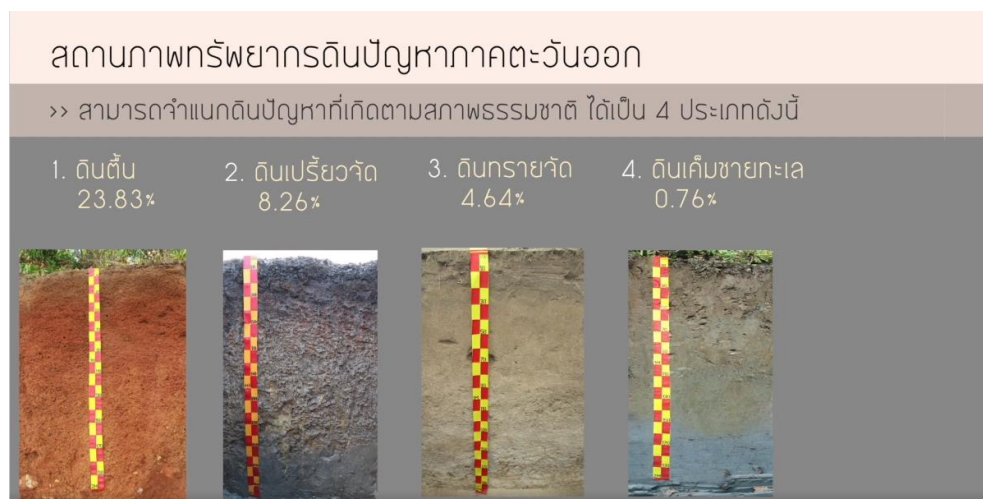 สถานภาพทรัพยากรดินปัญหาภาคตะวันออก
>> สามารถจำแนกดินปัญหาที่เกิดตามสภาพธรรมชาติ ได้เป็น 4 ประเภทดังนี้
1. ดินตื้น
23.83%
2. ดินเปรี้ยวจัด
8.26%
3. ดินทรายจัด
4.64%
4. ดินเค็มชายทะเล
0.76%